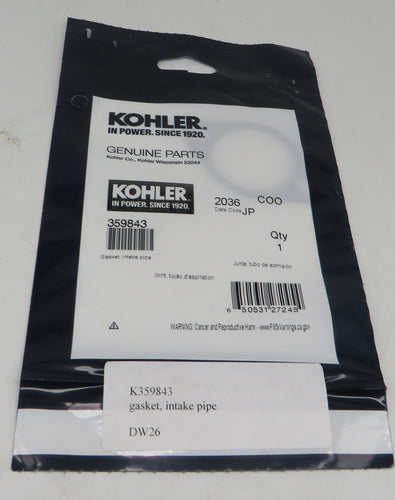 KOHLER.
IN POWER. SINCE 1920.
GENUINE PARTS
Kohler Co., Kohler Wisconsin 53044
KOHLER.
IN POWER. SINCE 1920.
2036 COO
Date Code JP
359843
Qty
1
Gasket, intake pipe
Junta, tubo de admisión
Joint, tuyau d'aspiration
6 50531 27245
⚠ WARNING: Cancer and Reproductive Harm - www.P65Warnings.ca.gov
K359843
gasket, intake pipe
DW26